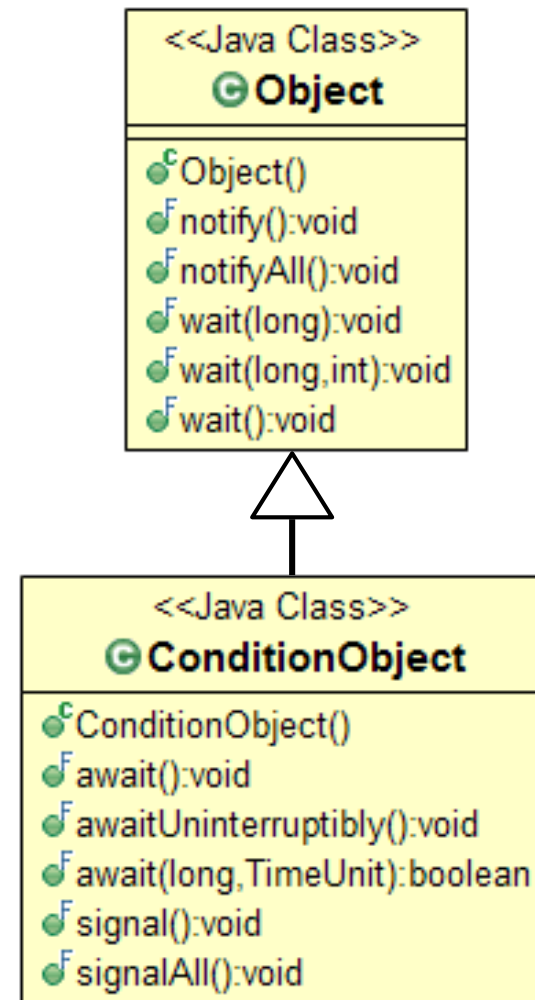 <<Java Class>>
C Object
C Object()
F notify():void
F notifyAll():void
F wait(long):void
F wait(long,int):void
F wait():void
<<Java Class>>
C ConditionObject
C ConditionObject()
F await():void
F awaitUninterruptibly():void
F await(long,TimeUnit):boolean
F signal():void
F signalAll():void